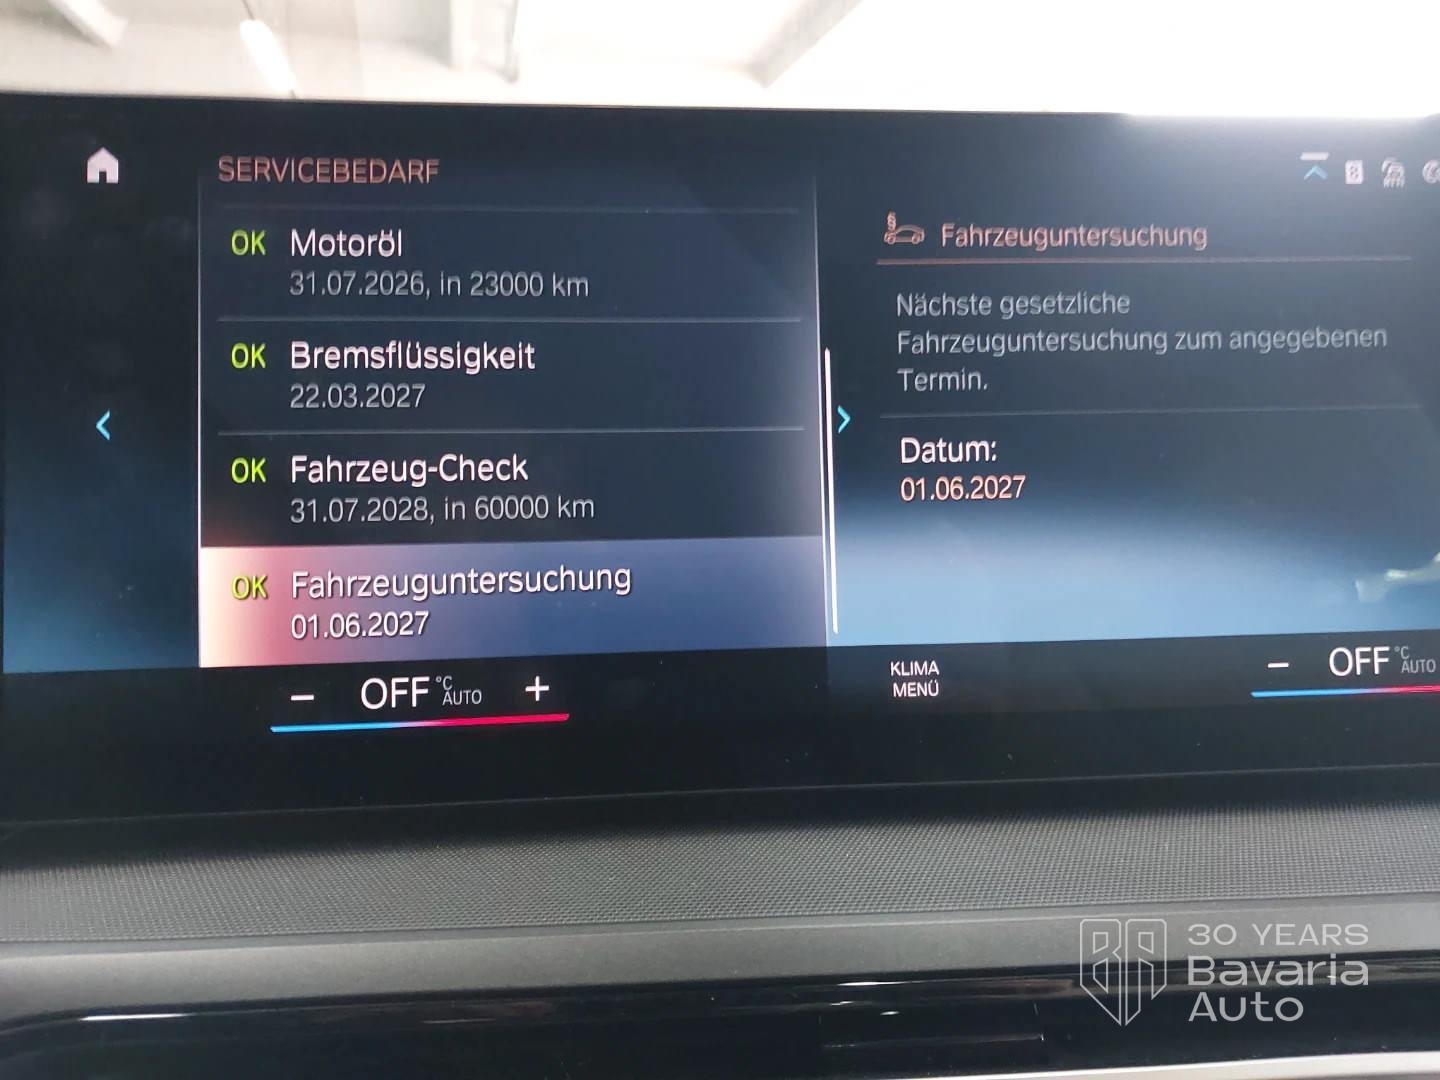 SERVICEBEDARF
OK Motoröl
31.07.2026, in 23000 km
OK Bremsflüssigkeit
22.03.2027
OK Fahrzeug-Check
31.07.2028, in 60000 km
OK Fahrzeuguntersuchung
01.06.2027
Fahrzeuguntersuchung
Nächste gesetzliche
Fahrzeuguntersuchung zum angegebenen
Termin.
Datum:
01.06.2027
− OFF °C AUTO +
KLIMA
MENÜ
− OFF °C AUTO
30 YEARS
Bavaria
Auto